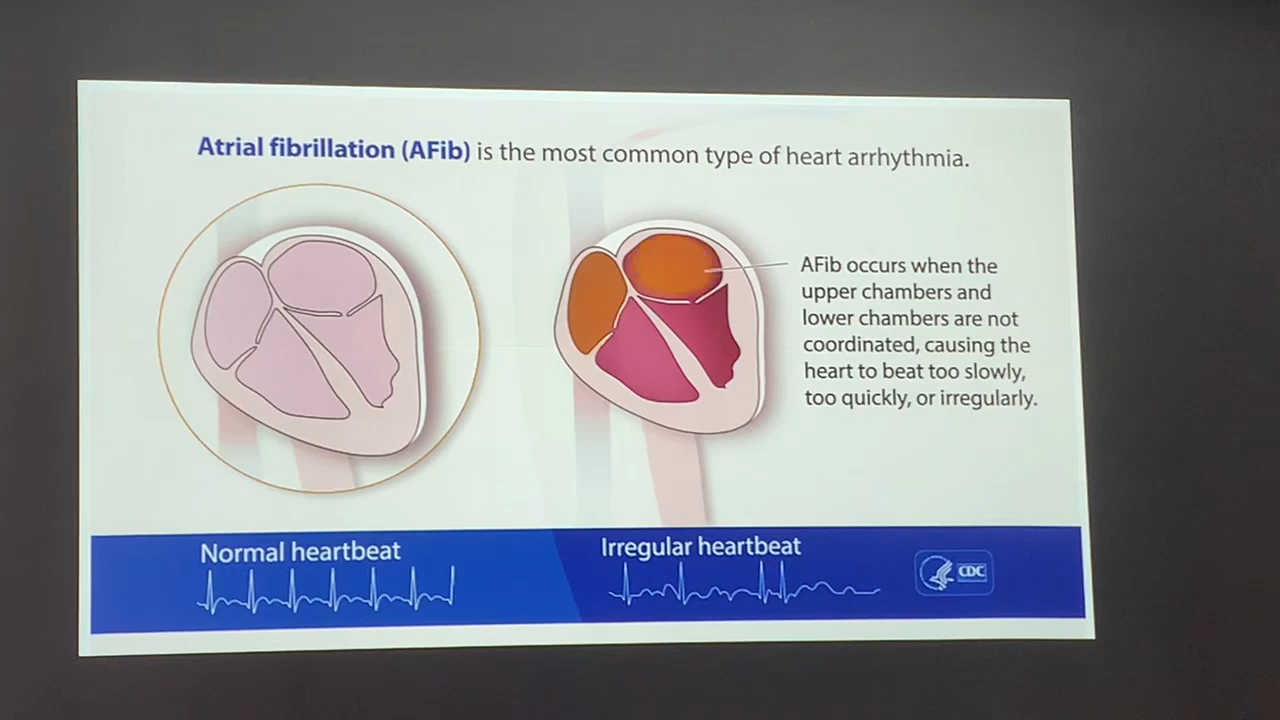 Atrial fibrillation (AFib) is the most common type of heart arrhythmia.
AFib occurs when the
upper chambers and
lower chambers are not
coordinated, causing the
heart to beat too slowly,
too quickly, or irregularly.
Normal heartbeat
Irregular heartbeat
CDC